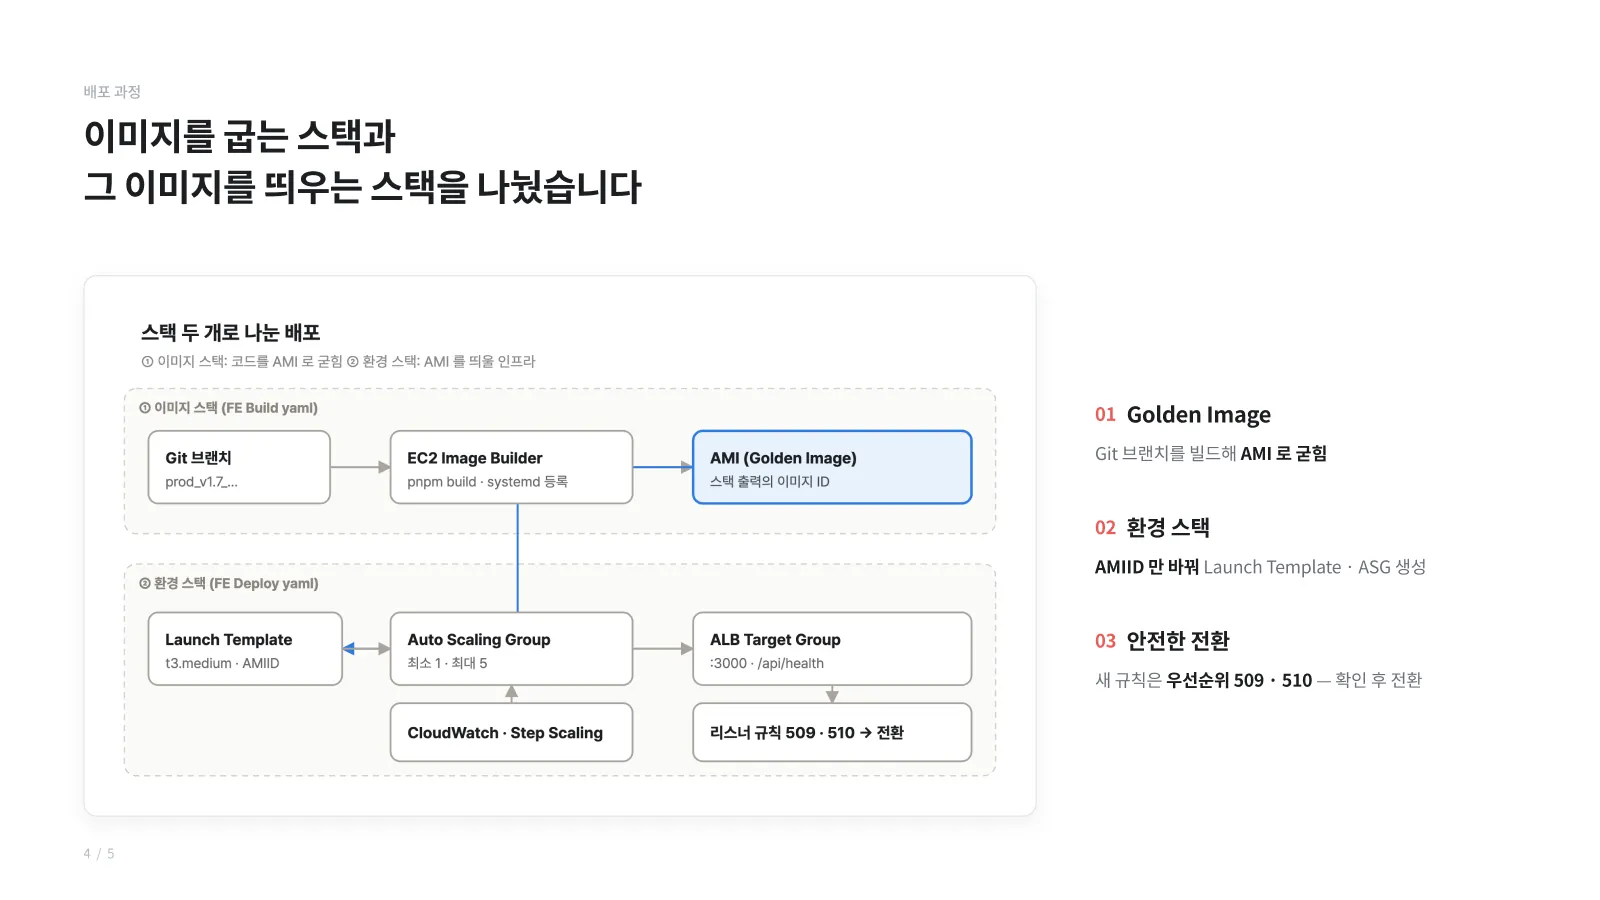 배포 과정
이미지를 굽는 스택과
그 이미지를 띄우는 스택을 나눴습니다
스택 두 개로 나눈 배포
① 이미지 스택: 코드를 AMI 로 굳힘 ② 환경 스택: AMI 를 띄울 인프라
① 이미지 스택 (FE Build yaml)
Git 브랜치
prod_v1.7_...
EC2 Image Builder
pnpm build · systemd 등록
AMI (Golden Image)
스택 출력의 이미지 ID
② 환경 스택 (FE Deploy yaml)
Launch Template
t3.medium · AMIID
Auto Scaling Group
최소 1 · 최대 5
ALB Target Group
:3000 · /api/health
CloudWatch · Step Scaling
리스너 규칙 509 · 510 → 전환
01 Golden Image
Git 브랜치를 빌드해 AMI 로 굳힘
02 환경 스택
AMIID 만 바꿔 Launch Template · ASG 생성
03 안전한 전환
새 규칙은 우선순위 509 · 510 — 확인 후 전환
4 / 5